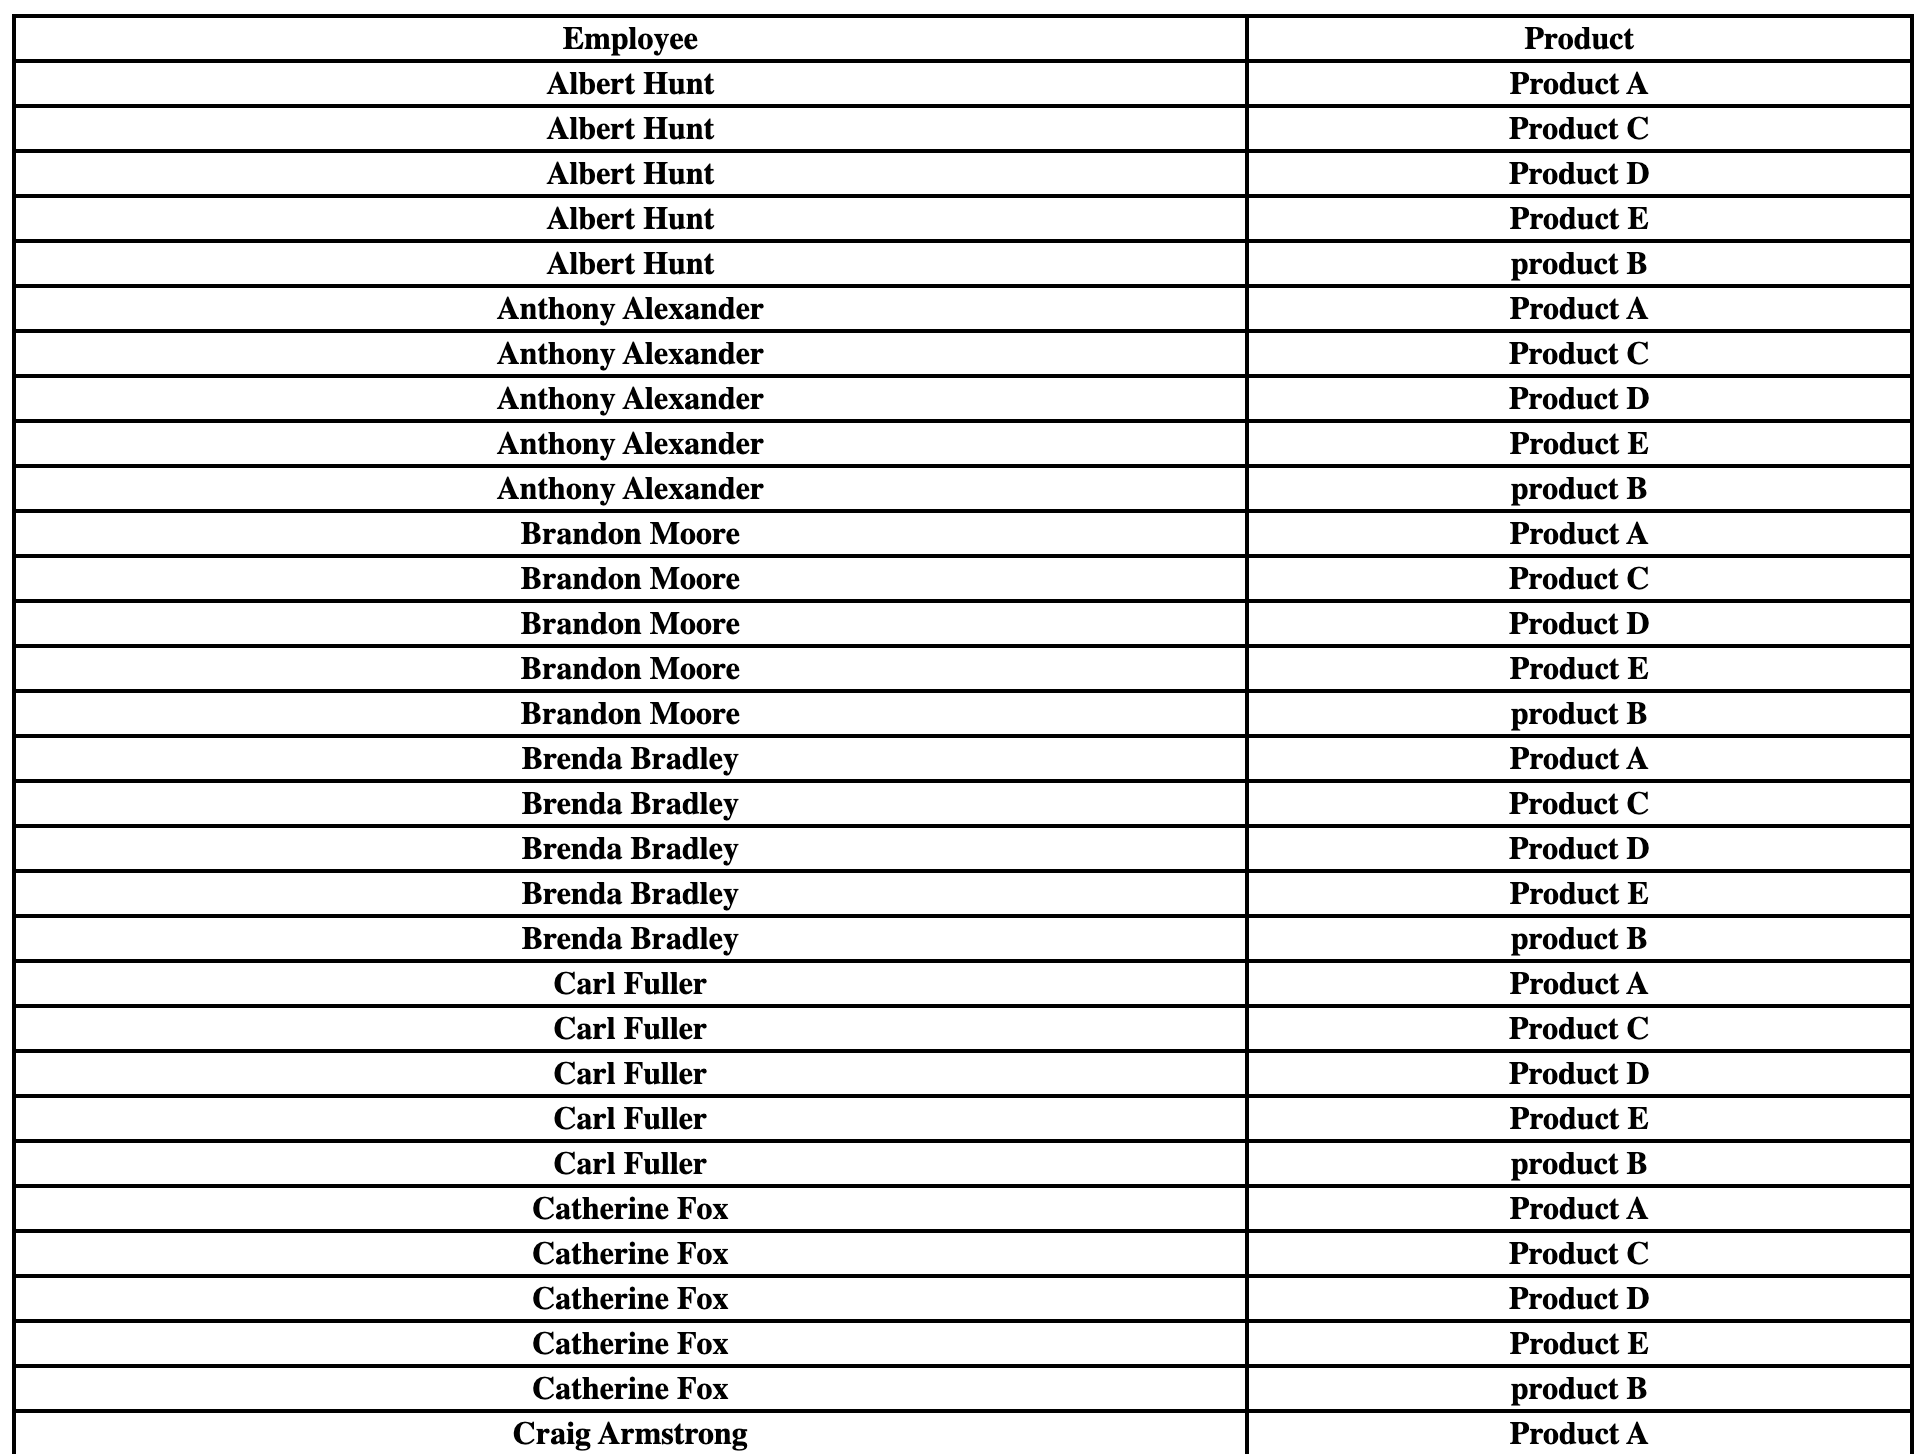 Employee Product
Albert Hunt Product A
Albert Hunt Product C
Albert Hunt Product D
Albert Hunt Product E
Albert Hunt product B
Anthony Alexander Product A
Anthony Alexander Product C
Anthony Alexander Product D
Anthony Alexander Product E
Anthony Alexander product B
Brandon Moore Product A
Brandon Moore Product C
Brandon Moore Product D
Brandon Moore Product E
Brandon Moore product B
Brenda Bradley Product A
Brenda Bradley Product C
Brenda Bradley Product D
Brenda Bradley Product E
Brenda Bradley product B
Carl Fuller Product A
Carl Fuller Product C
Carl Fuller Product D
Carl Fuller Product E
Carl Fuller product B
Catherine Fox Product A
Catherine Fox Product C
Catherine Fox Product D
Catherine Fox Product E
Catherine Fox product B
Craig Armstrong Product A